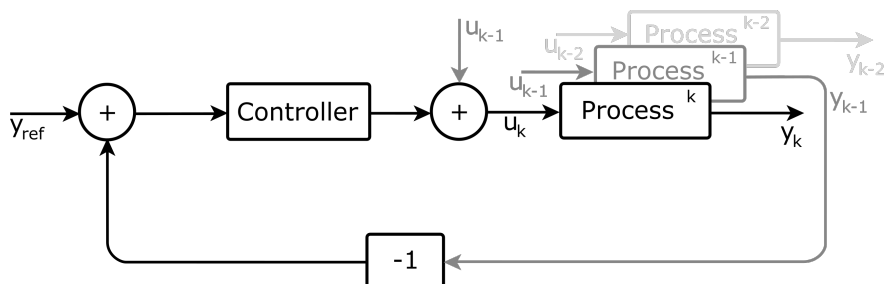 y_ref
+
Controller
u_k-1
+
u_k
Process k
y_k
u_k-1
Process k-1
y_k-1
u_k-2
Process k-2
y_k-2
-1